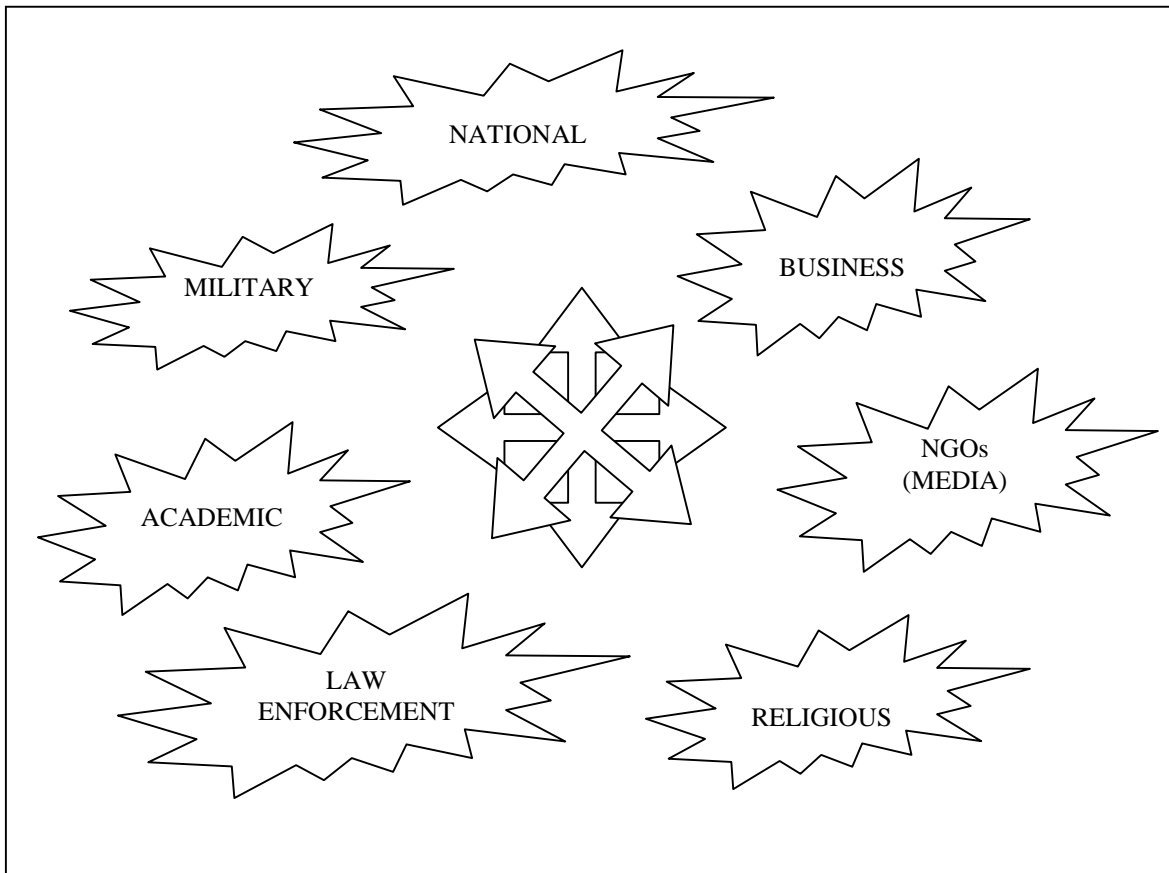 NATIONAL
BUSINESS
MILITARY
NGOs
(MEDIA)
ACADEMIC
LAW
ENFORCEMENT
RELIGIOUS